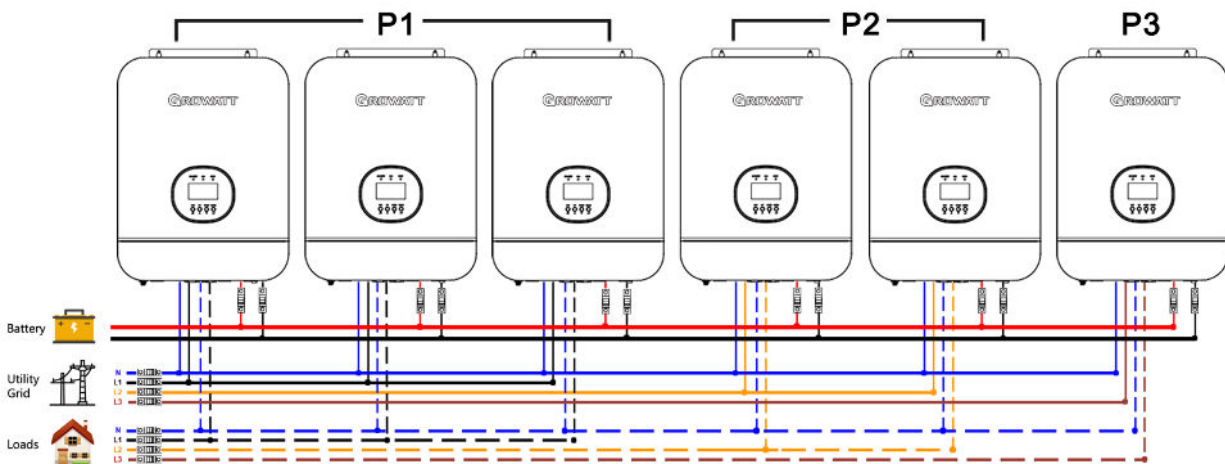 P1 P2 P3
GROWATT GROWATT GROWATT GROWATT GROWATT GROWATT
Battery
Utility
Grid
N
L1
L2
L3
Loads
N
L1
L2
L3